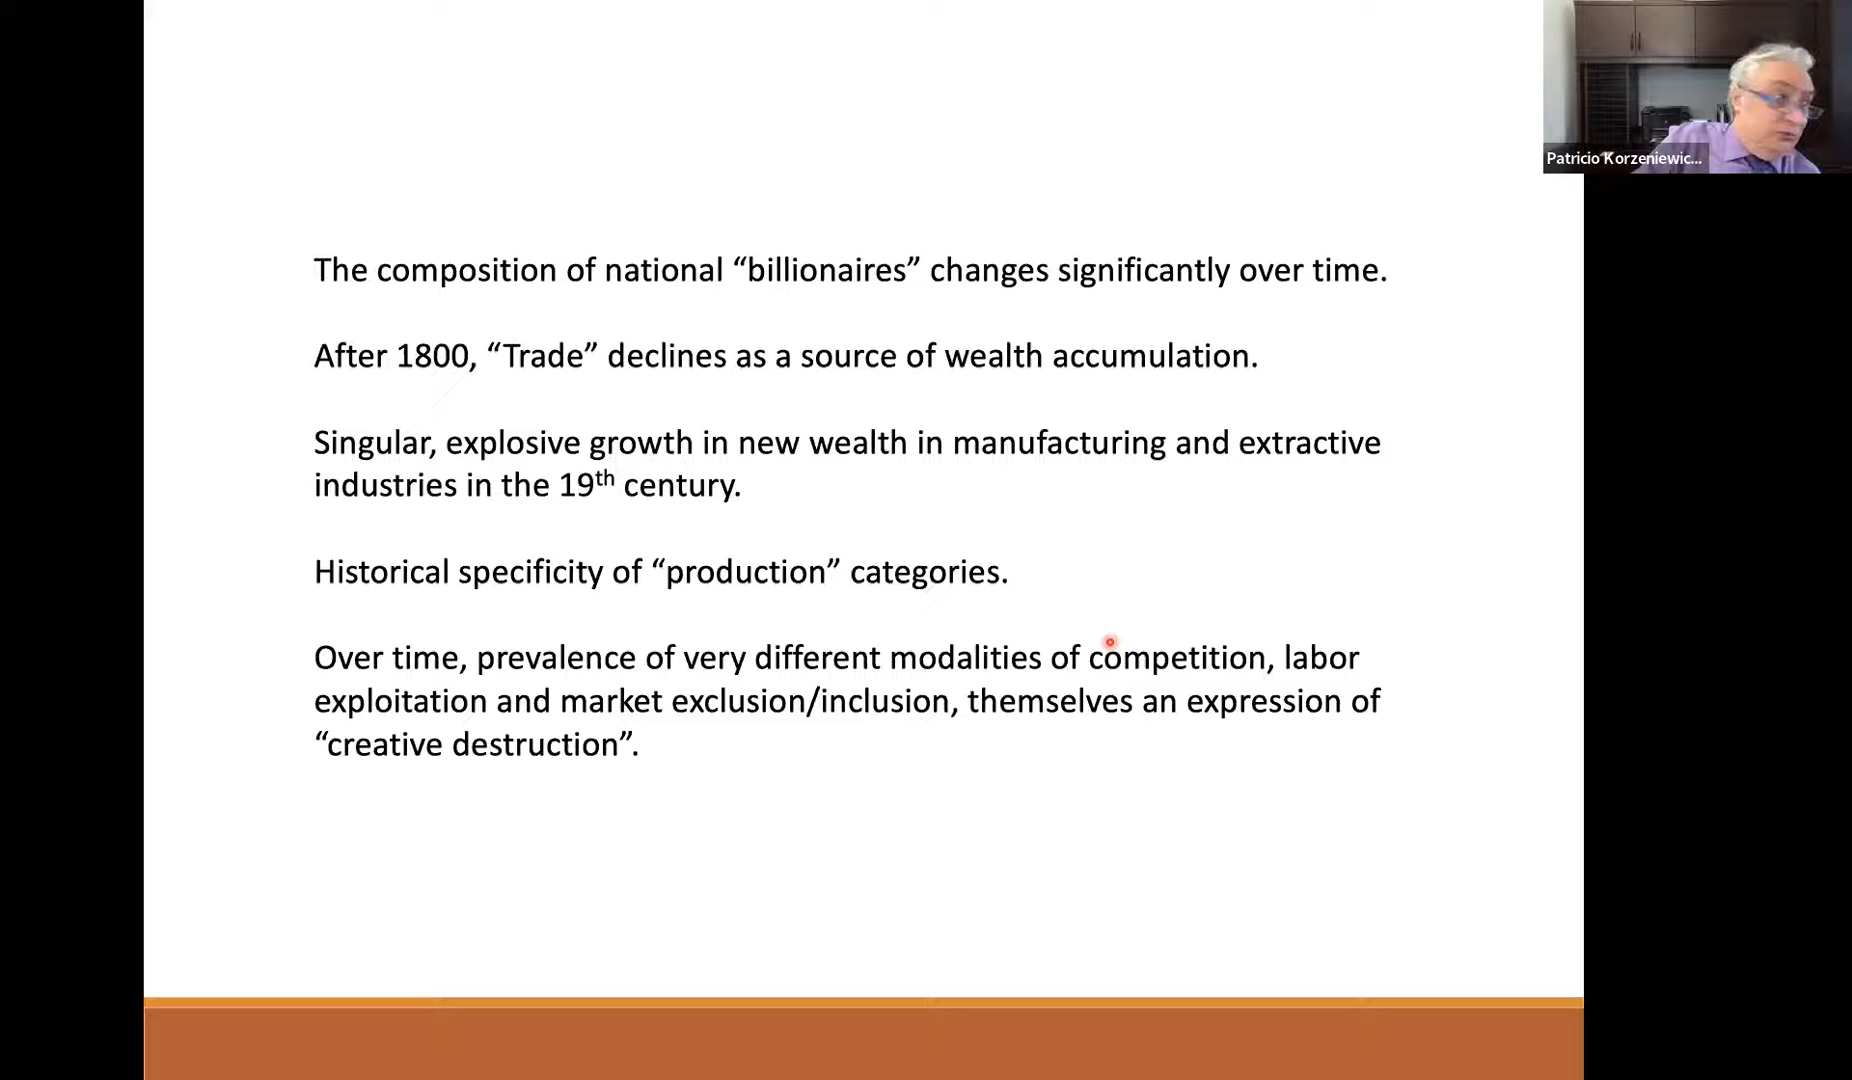 Patricio Korzeniewic...
The composition of national “billionaires” changes significantly over time.
After 1800, “Trade” declines as a source of wealth accumulation.
Singular, explosive growth in new wealth in manufacturing and extractive
industries in the 19th century.
Historical specificity of “production” categories.
Over time, prevalence of very different modalities of competition, labor
exploitation and market exclusion/inclusion, themselves an expression of
“creative destruction”.